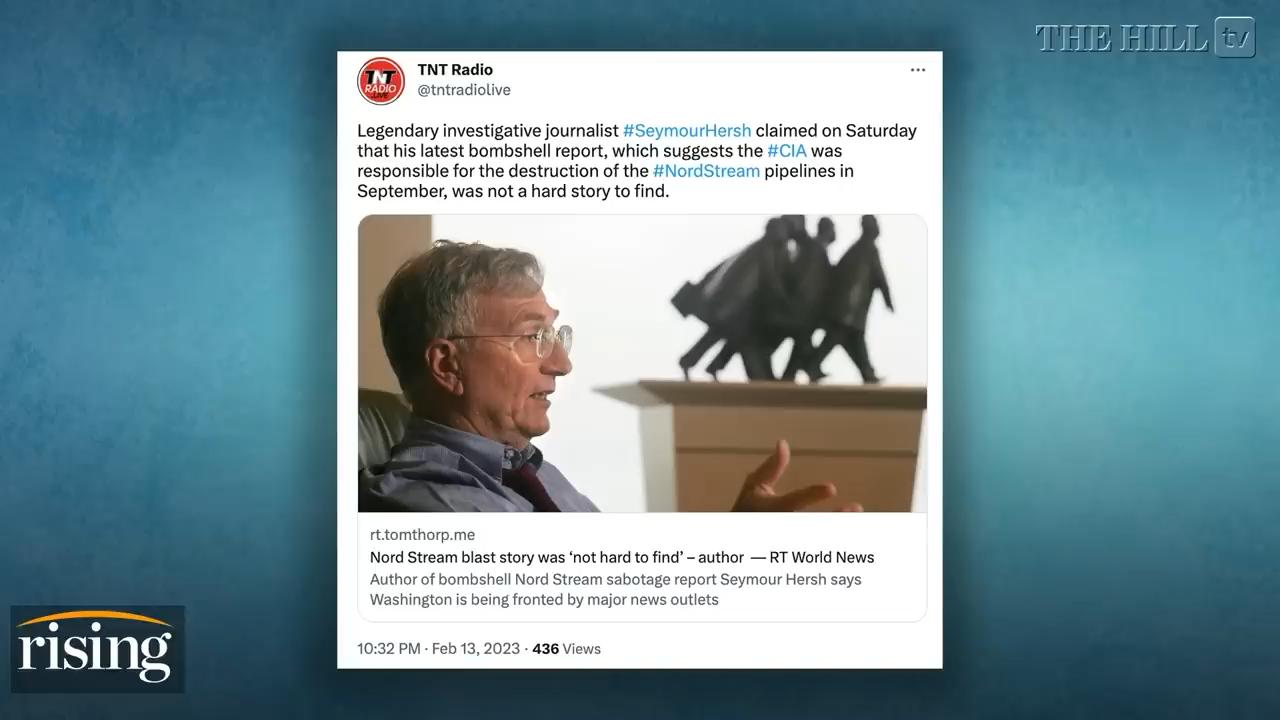 THE HILL tv
TNT RADIO LIVE
TNT Radio
@tntradiolive
Legendary investigative journalist #SeymourHersh claimed on Saturday
that his latest bombshell report, which suggests the #CIA was
responsible for the destruction of the #NordStream pipelines in
September, was not a hard story to find.
rt.tomthorp.me
Nord Stream blast story was ‘not hard to find’ – author — RT World News
Author of bombshell Nord Stream sabotage report Seymour Hersh says
Washington is being fronted by major news outlets
10:32 PM · Feb 13, 2023 · 436 Views
rising